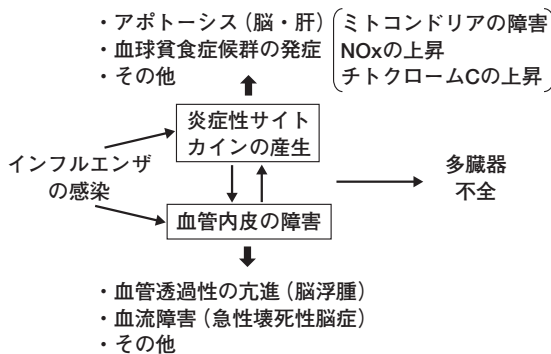 ・アポトーシス（脳・肝）
・血球貧食症候群の発症
・その他
ミトコンドリアの障害
NOxの上昇
チトクロームCの上昇
炎症性サイト
カインの産生
インフルエンザ
の感染
多臓器
不全
血管内皮の障害
・血管透過性の亢進（脳浮腫）
・血流障害（急性壊死性脳症）
・その他